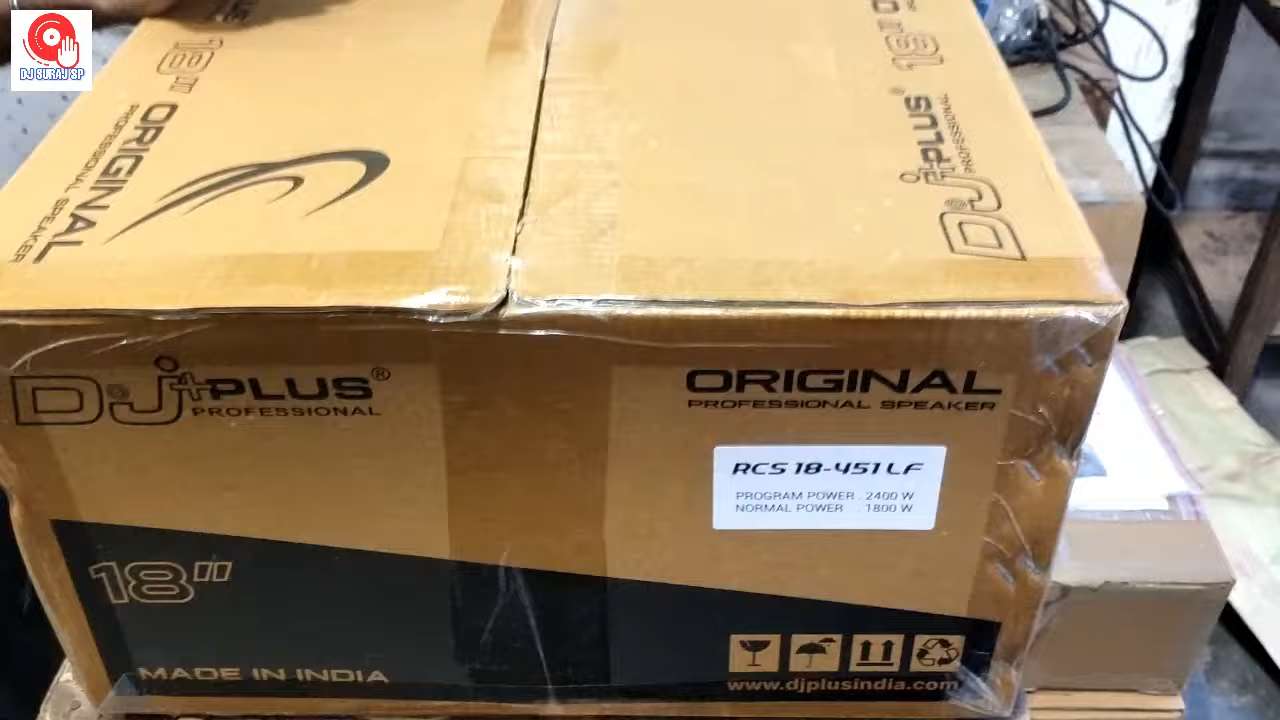 DJ SURAJ SP
18" ORIGINAL
PROFESSIONAL SPEAKER
DJ+PLUS® 18"
PROFESSIONAL
DJ+PLUS®
PROFESSIONAL
ORIGINAL
PROFESSIONAL SPEAKER
RCS 18-451 LF
PROGRAM POWER : 2400 W
NORMAL POWER : 1800 W
18"
MADE IN INDIA
www.djplusindia.com